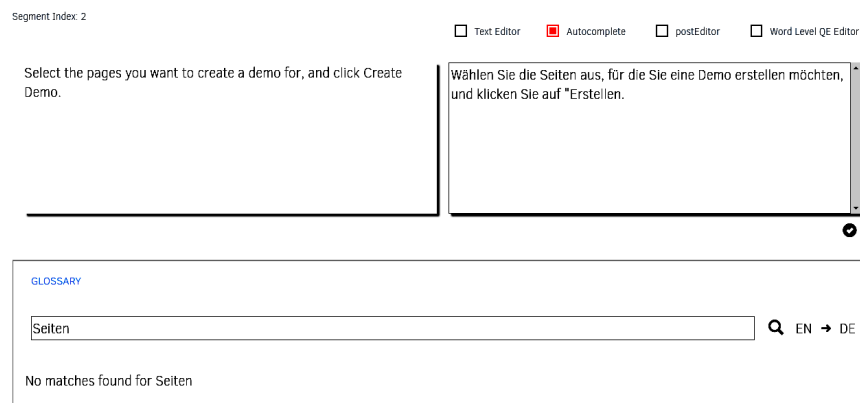 Segment Index: 2
Text Editor Autocomplete postEditor Word Level QE Editor
Select the pages you want to create a demo for, and click Create
Demo.
Wählen Sie die Seiten aus, für die Sie eine Demo erstellen möchten,
und klicken Sie auf "Erstellen.
GLOSSARY
Seiten
EN → DE
No matches found for Seiten